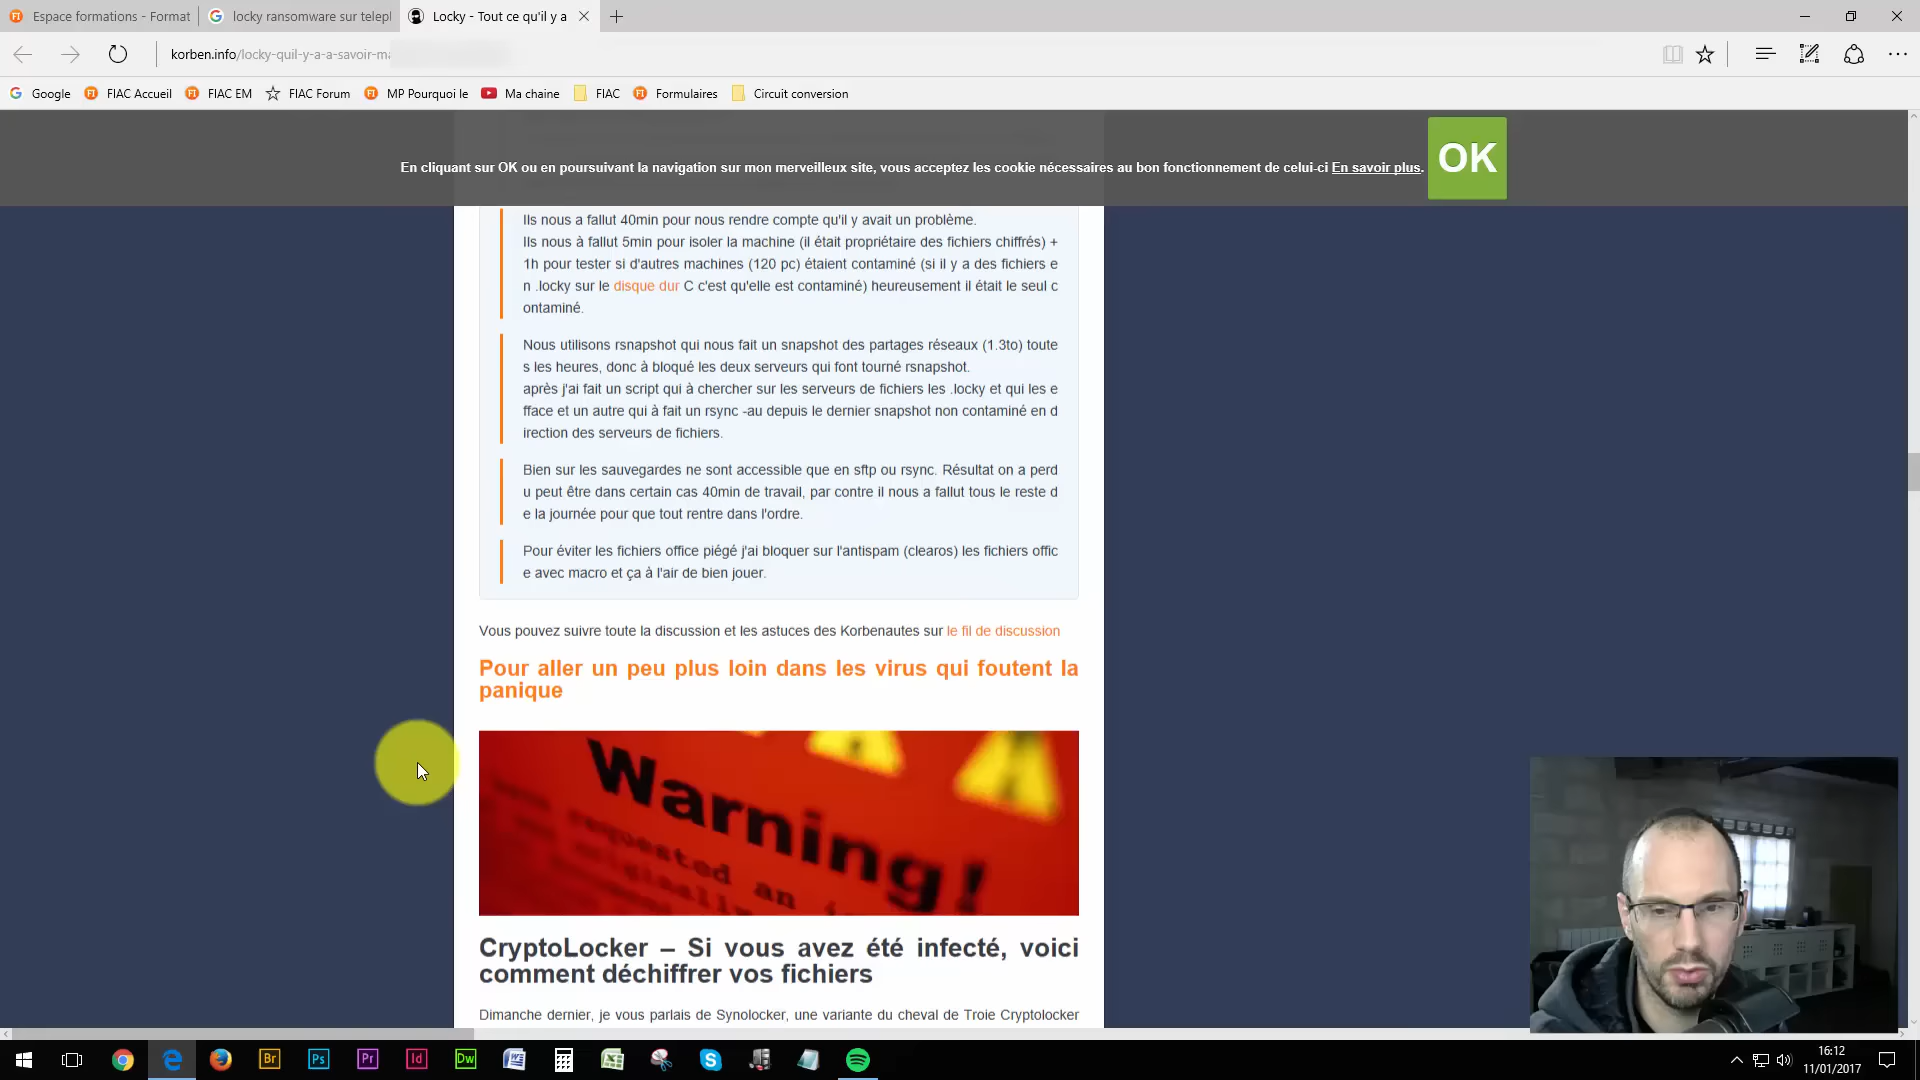 Espace formations - Format
locky ransomware sur telepl
Locky - Tout ce qu'il y a
korben.info/locky-quil-y-a-a-savoir-ma
Google
FIAC Accueil
FIAC EM
FIAC Forum
MP Pourquoi le
Ma chaine
FIAC
Formulaires
Circuit conversion
En cliquant sur OK ou en poursuivant la navigation sur mon merveilleux site, vous acceptez les cookie nécessaires au bon fonctionnement de celui-ci En savoir plus.
OK
Ils nous a fallut 40min pour nous rendre compte qu'il y avait un problème.
Ils nous à fallut 5min pour isoler la machine (il était propriétaire des fichiers chiffrés) +
1h pour tester si d'autres machines (120 pc) étaient contaminé (si il y a des fichiers e
n .locky sur le disque dur C c'est qu'elle est contaminé) heureusement il était le seul c
ontaminé.
Nous utilisons rsnapshot qui nous fait un snapshot des partages réseaux (1.3to) toute
s les heures, donc à bloqué les deux serveurs qui font tourné rsnapshot.
après j'ai fait un script qui à chercher sur les serveurs de fichiers les .locky et qui les e
fface et un autre qui à fait un rsync -au depuis le dernier snapshot non contaminé en d
irection des serveurs de fichiers.
Bien sur les sauvegardes ne sont accessible que en sftp ou rsync. Résultat on a perd
u peut être dans certain cas 40min de travail, par contre il nous a fallut tous le reste d
e la journée pour que tout rentre dans l'ordre.
Pour éviter les fichiers office piégé j'ai bloquer sur l'antispam (clearos) les fichiers offic
e avec macro et ça à l'air de bien jouer.
Vous pouvez suivre toute la discussion et les astuces des Korbenautes sur le fil de discussion
Pour aller un peu plus loin dans les virus qui foutent la
panique
Warning!
requested an
CryptoLocker – Si vous avez été infecté, voici
comment déchiffrer vos fichiers
Dimanche dernier, je vous parlais de Synolocker, une variante du cheval de Troie Cryptolocker
Br
Ps
Pr
Id
Dw
16:12
11/01/2017